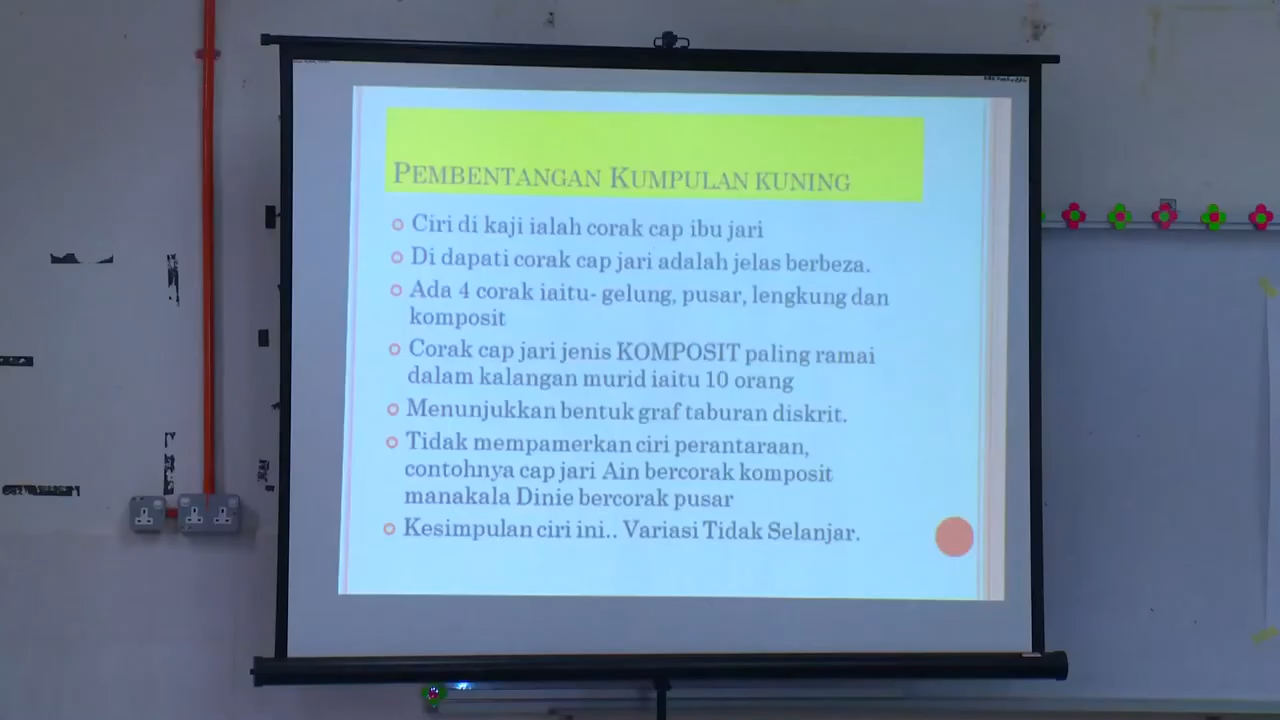 PEMBENTANGAN KUMPULAN KUNING
Ciri di kaji ialah corak cap ibu jari
Di dapati corak cap jari adalah jelas berbeza.
Ada 4 corak iaitu- gelung, pusar, lengkung dan
komposit
Corak cap jari jenis KOMPOSIT paling ramai
dalam kalangan murid iaitu 10 orang
Menunjukkan bentuk graf taburan diskrit.
Tidak mempamerkan ciri perantaraan,
contohnya cap jari Ain bercorak komposit
manakala Dinie bercorak pusar
Kesimpulan ciri ini.. Variasi Tidak Selanjar.